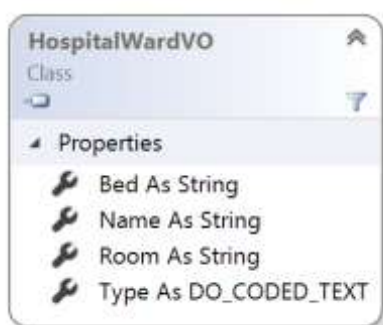 HospitalWardVO
Class
Properties
Bed As String
Name As String
Room As String
Type As DO_CODED_TEXT